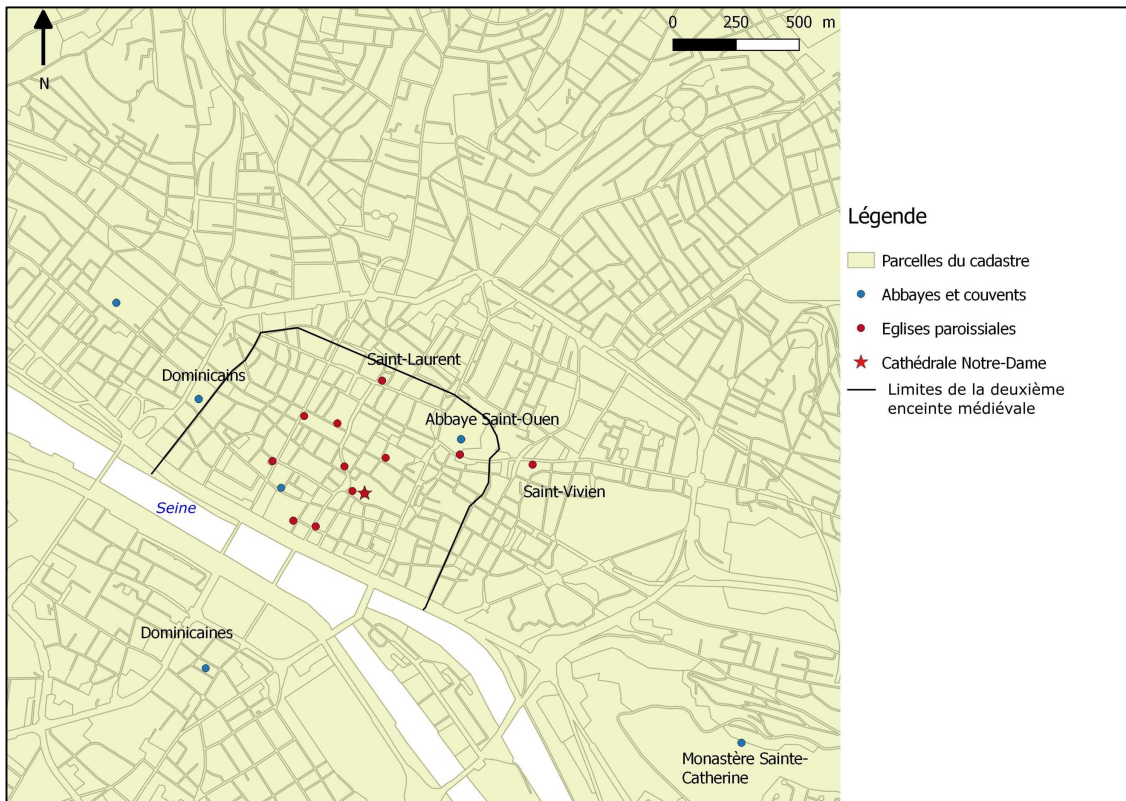 0 250 500 m
N
Saint-Laurent
Dominicains
Abbaye Saint-Ouen
Saint-Vivien
Seine
Dominicaines
Monastère Sainte-
Catherine
Légende
Parcelles du cadastre
Abbayes et couvents
Eglises paroissiales
Cathédrale Notre-Dame
Limites de la deuxième
enceinte médiévale